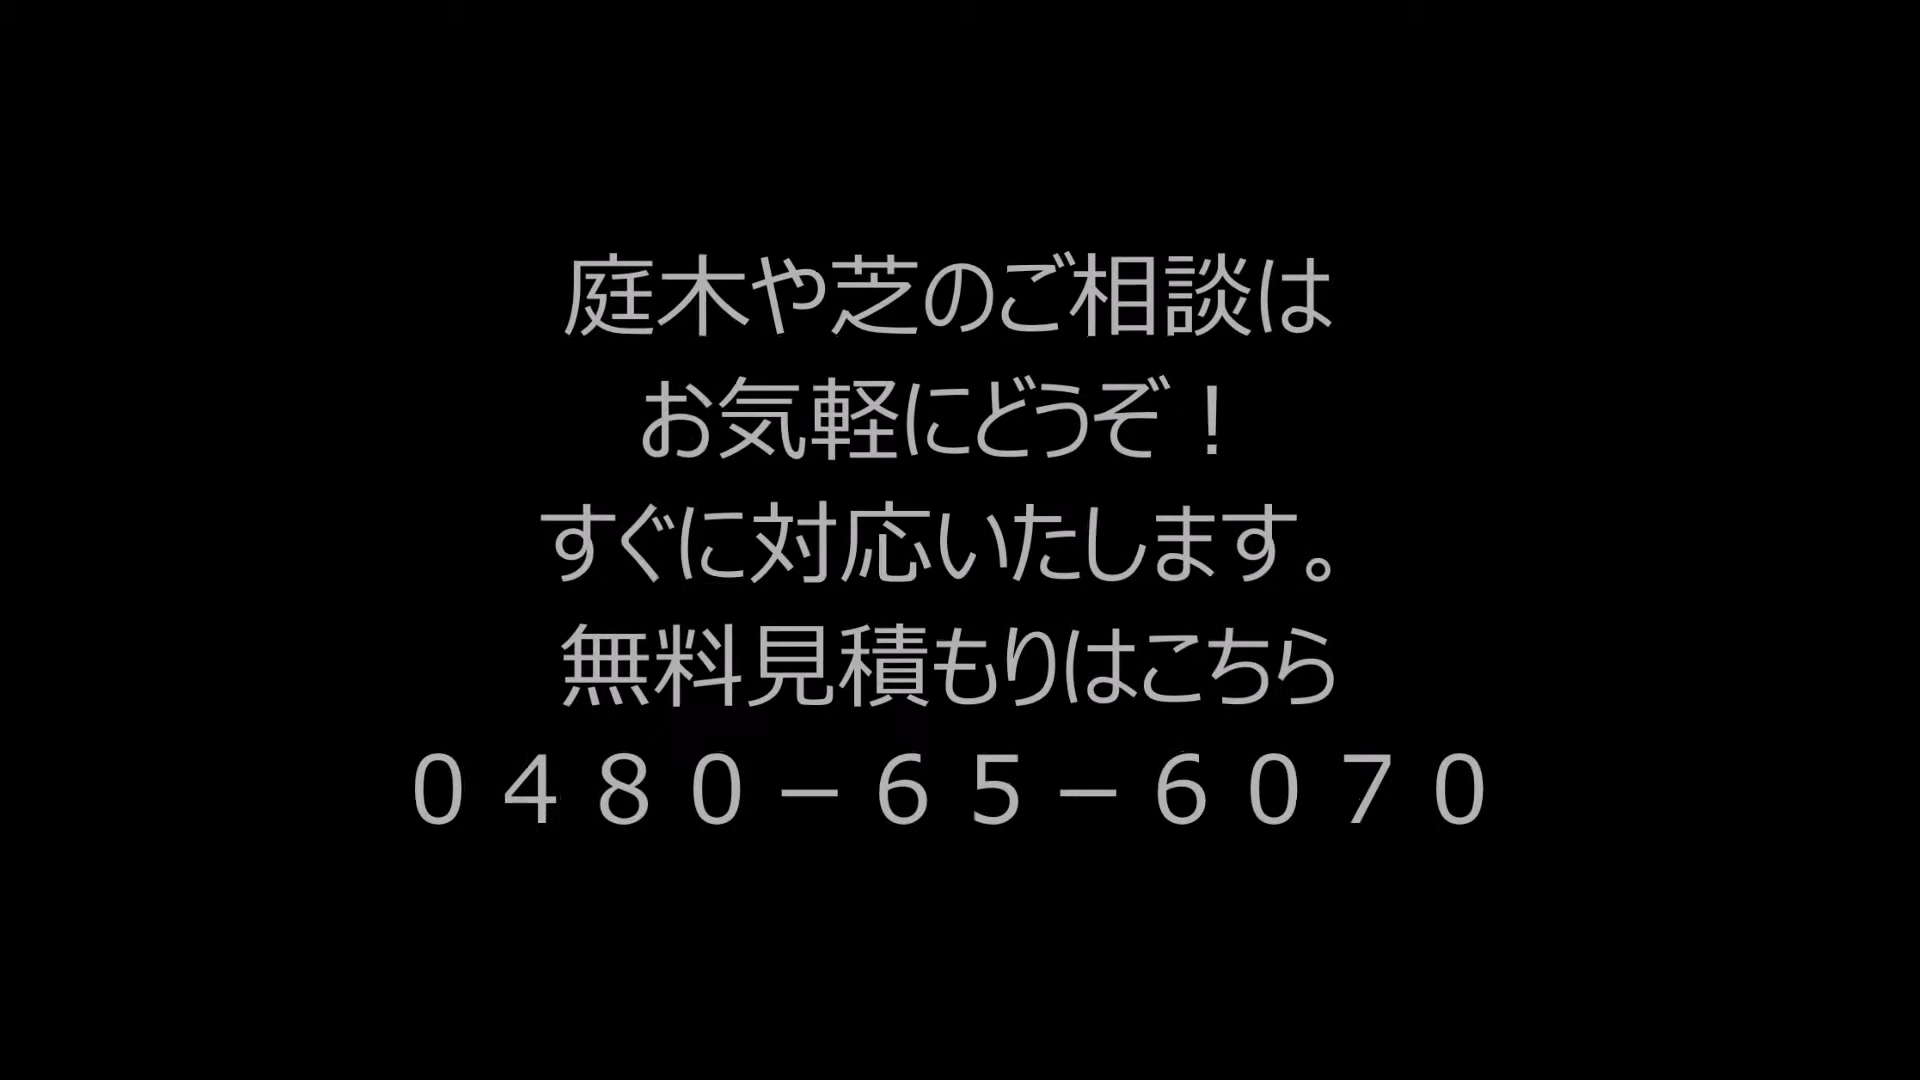 庭木や芝のご相談は
お気軽にどうぞ！
すぐに対応いたします。
無料見積もりはこちら
０４８０－６５－６０７０